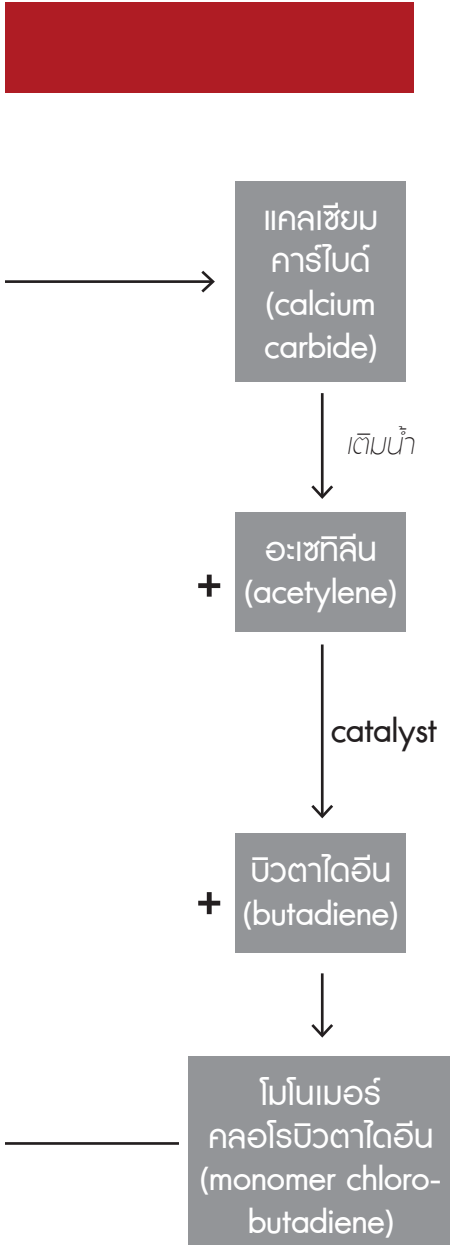 แคลเซียม
คาร์ไบด์
(calcium
carbide)
เติมน้ำ
อะเซทิลีน
+ (acetylene)
catalyst
บิวตาไดอีน
+ (butadiene)
โมโนเมอร์
คลอโรบิวตาไดอีน
(monomer chloro-
butadiene)